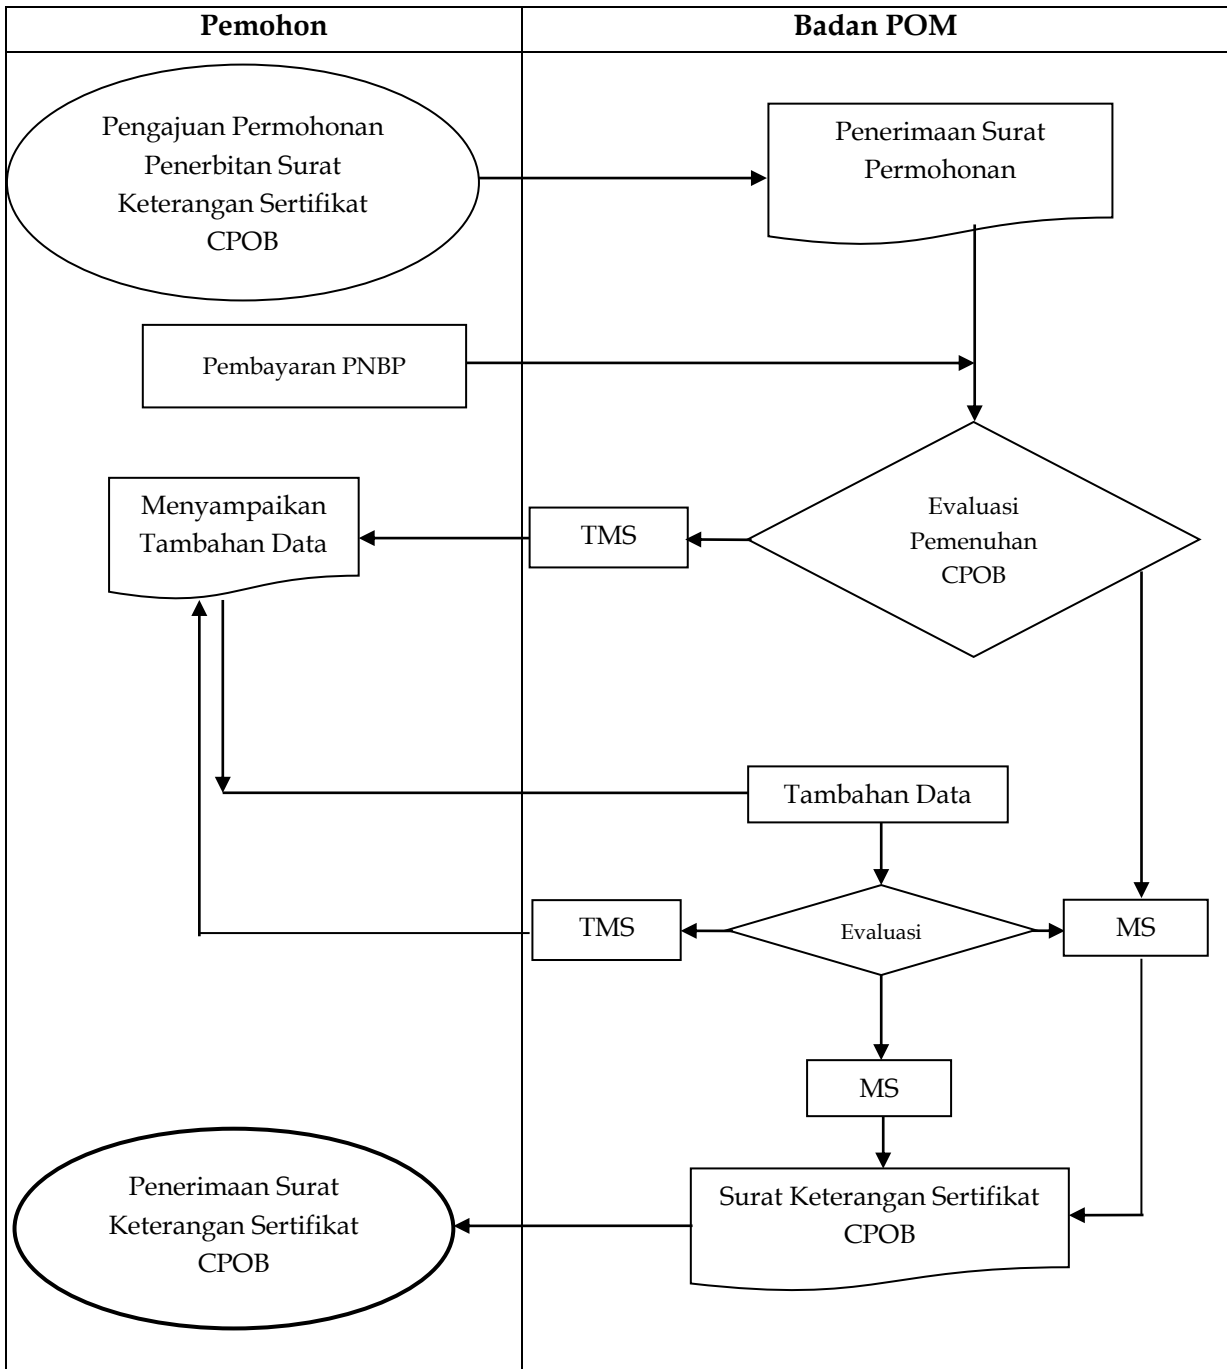 Pemohon
Badan POM
Pengajuan Permohonan
Penerbitan Surat
Keterangan Sertifikat
CPOB
Penerimaan Surat
Permohonan
Pembayaran PNBP
Evaluasi
Pemenuhan
CPOB
TMS
Menyampaikan
Tambahan Data
Tambahan Data
Evaluasi
TMS
MS
MS
Surat Keterangan Sertifikat
CPOB
Penerimaan Surat
Keterangan Sertifikat
CPOB